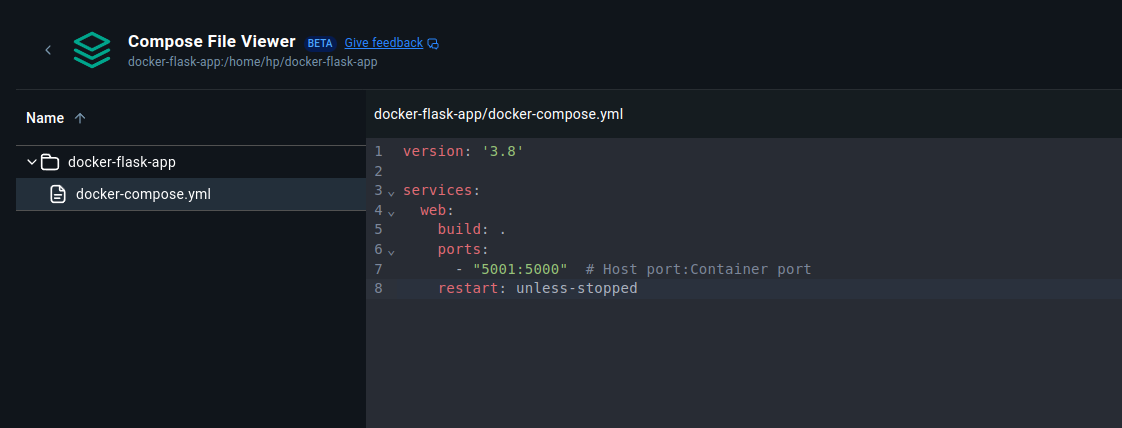 Compose File Viewer BETA Give feedback
docker-flask-app:/home/hp/docker-flask-app
Name
docker-flask-app
docker-compose.yml
docker-flask-app/docker-compose.yml
1 version: '3.8'
2
3 services:
4   web:
5     build: .
6     ports:
7       - "5001:5000"  # Host port:Container port
8     restart: unless-stopped